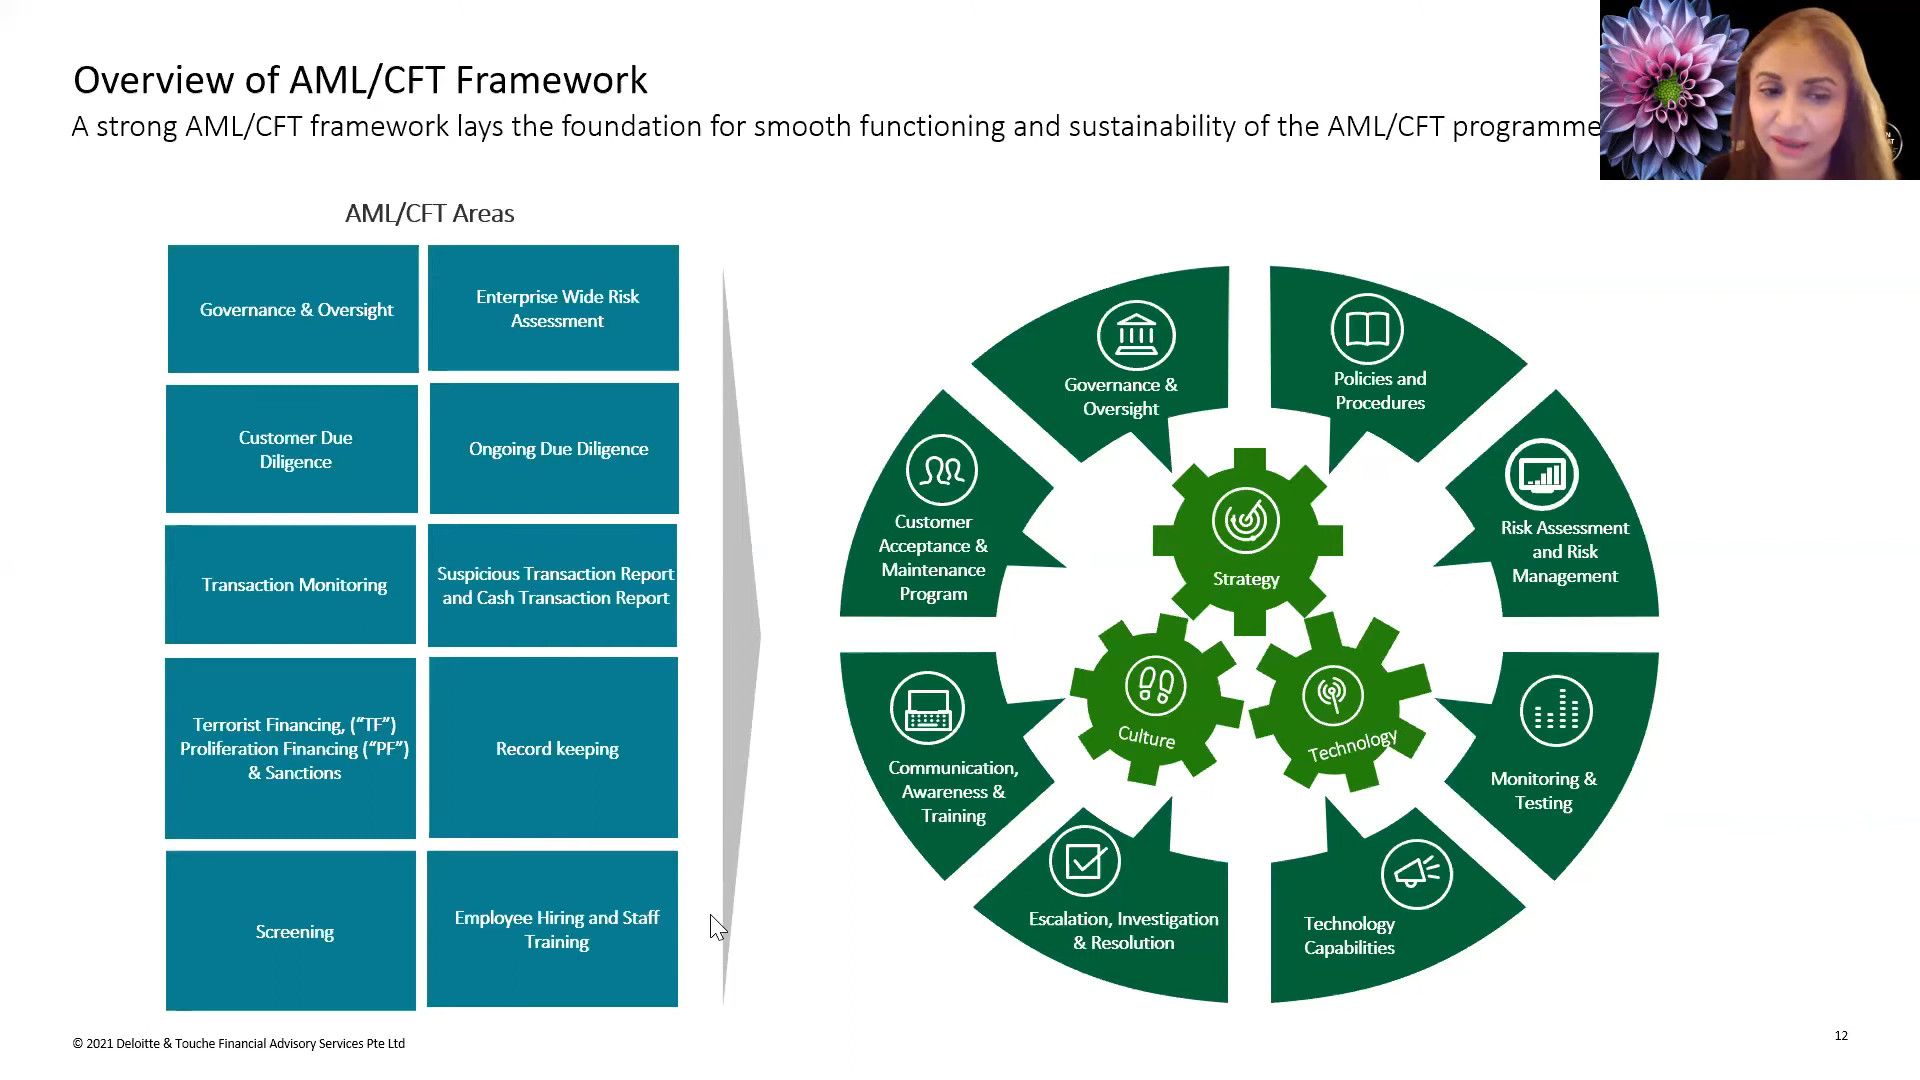 Overview of AML/CFT Framework
A strong AML/CFT framework lays the foundation for smooth functioning and sustainability of the AML/CFT programme
AML/CFT Areas
Governance & Oversight
Enterprise Wide Risk
Assessment
Customer Due
Diligence
Ongoing Due Diligence
Transaction Monitoring
Suspicious Transaction Report
and Cash Transaction Report
Terrorist Financing, (“TF”)
Proliferation Financing (“PF”)
& Sanctions
Record keeping
Screening
Employee Hiring and Staff
Training
Governance &
Oversight
Policies and
Procedures
Risk Assessment
and Risk
Management
Monitoring &
Testing
Technology
Capabilities
Escalation, Investigation
& Resolution
Communication,
Awareness &
Training
Customer
Acceptance &
Maintenance
Program
Strategy
Culture
Technology
© 2021 Deloitte & Touche Financial Advisory Services Pte Ltd
12